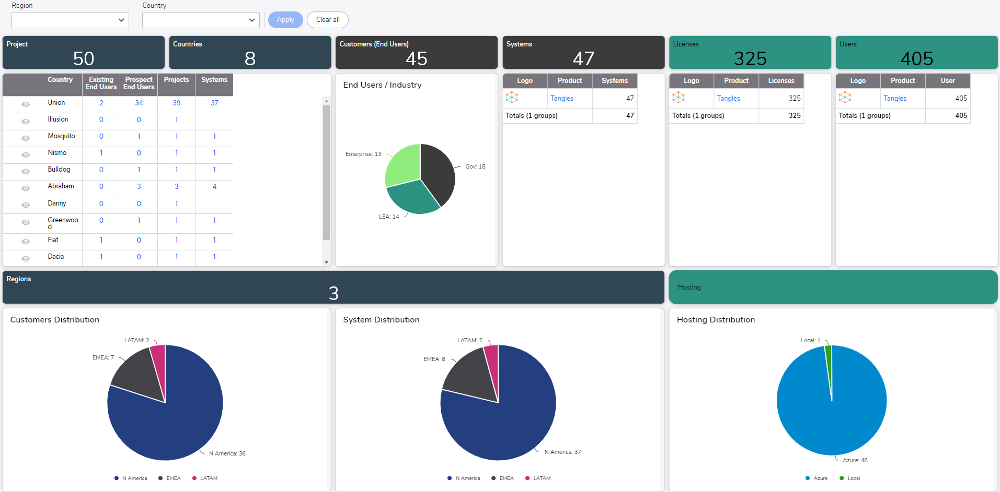 Region
Country
Apply
Clear all
Project
50
Countries
8
Customers (End Users)
45
Systems
47
Licenses
325
Users
405
Country Existing End Users Prospect End Users Projects Systems
Union 2 34 39 37
Illusion 0 0 1
Mosquito 0 1 1 1
Nismo 1 0 1 1
Bulldog 0 1 1 1
Abraham 0 3 3 4
Danny 0 0 1
Greenwoo
d 0 1 1 1
Fiat 1 0 1 1
Dacia 1 0 1 1
End Users / Industry
Enterprise: 13
Gov: 18
LEA: 14
Logo Product Systems
Tangles 47
Totals (1 groups) 47
Logo Product Licenses
Tangles 325
Totals (1 groups) 325
Logo Product User
Tangles 405
Totals (1 groups) 405
Regions
3
Hosting
Customers Distribution
LATAM: 2
EMEA: 7
N America: 36
N America EMEA LATAM
System Distribution
LATAM: 2
EMEA: 8
N America: 37
N America EMEA LATAM
Hosting Distribution
Local: 1
Azure: 46
Azure Local